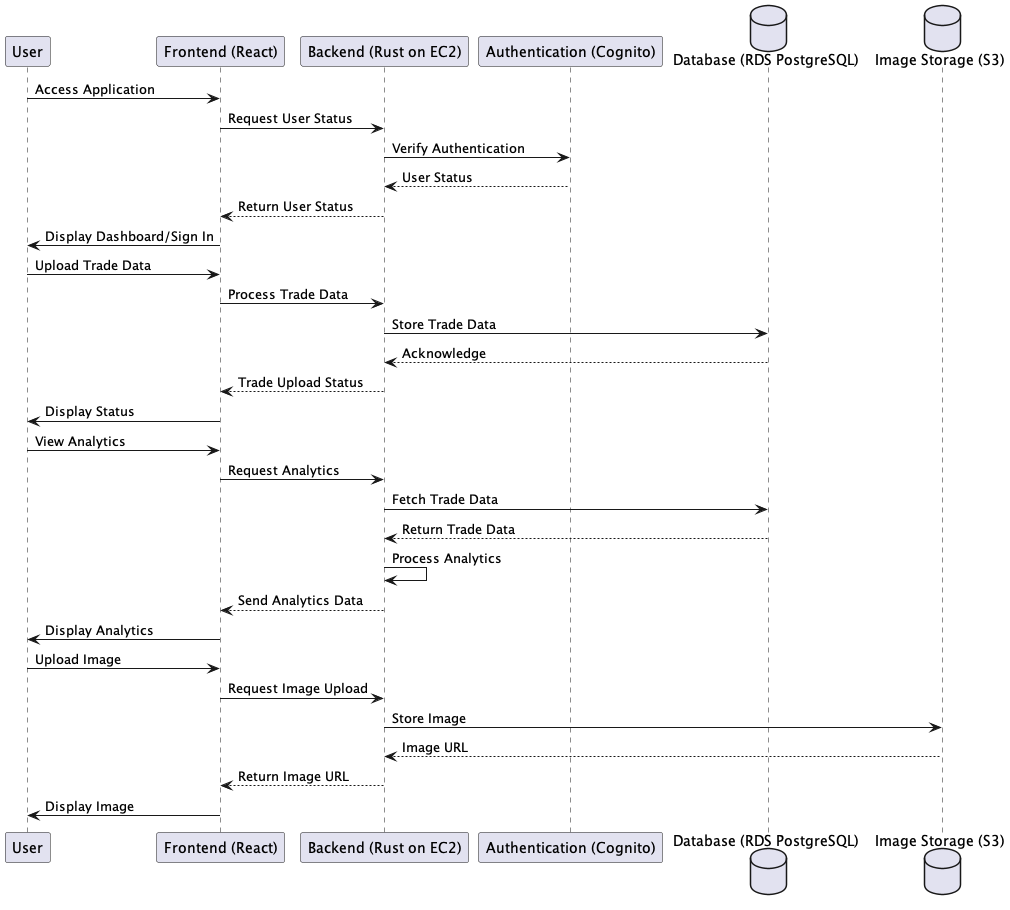 User
Frontend (React)
Backend (Rust on EC2)
Authentication (Cognito)
Database (RDS PostgreSQL)
Image Storage (S3)
Access Application
Request User Status
Verify Authentication
User Status
Return User Status
Display Dashboard/Sign In
Upload Trade Data
Process Trade Data
Store Trade Data
Acknowledge
Trade Upload Status
Display Status
View Analytics
Request Analytics
Fetch Trade Data
Return Trade Data
Process Analytics
Send Analytics Data
Display Analytics
Upload Image
Request Image Upload
Store Image
Image URL
Return Image URL
Display Image
User
Frontend (React)
Backend (Rust on EC2)
Authentication (Cognito)
Database (RDS PostgreSQL)
Image Storage (S3)